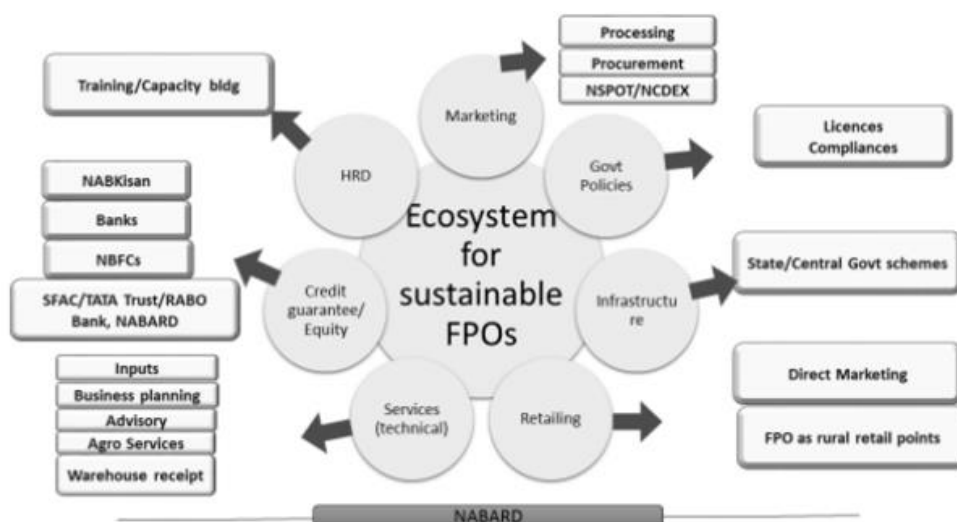 Processing
Procurement
NSPOT/NCDEX
Marketing
Training/Capacity bldg
HRD
Govt
Policies
Licences
Compliances
NABKisan
Banks
NBFCs
SFAC/TATA Trust/RABO
Bank, NABARD
Credit
guarantee/
Equity
Ecosystem
for
sustainable
FPOs
Infrastructu
re
State/Central Govt schemes
Inputs
Business planning
Advisory
Agro Services
Warehouse receipt
Services
(technical)
Retailing
Direct Marketing
FPO as rural retail points
NABARD